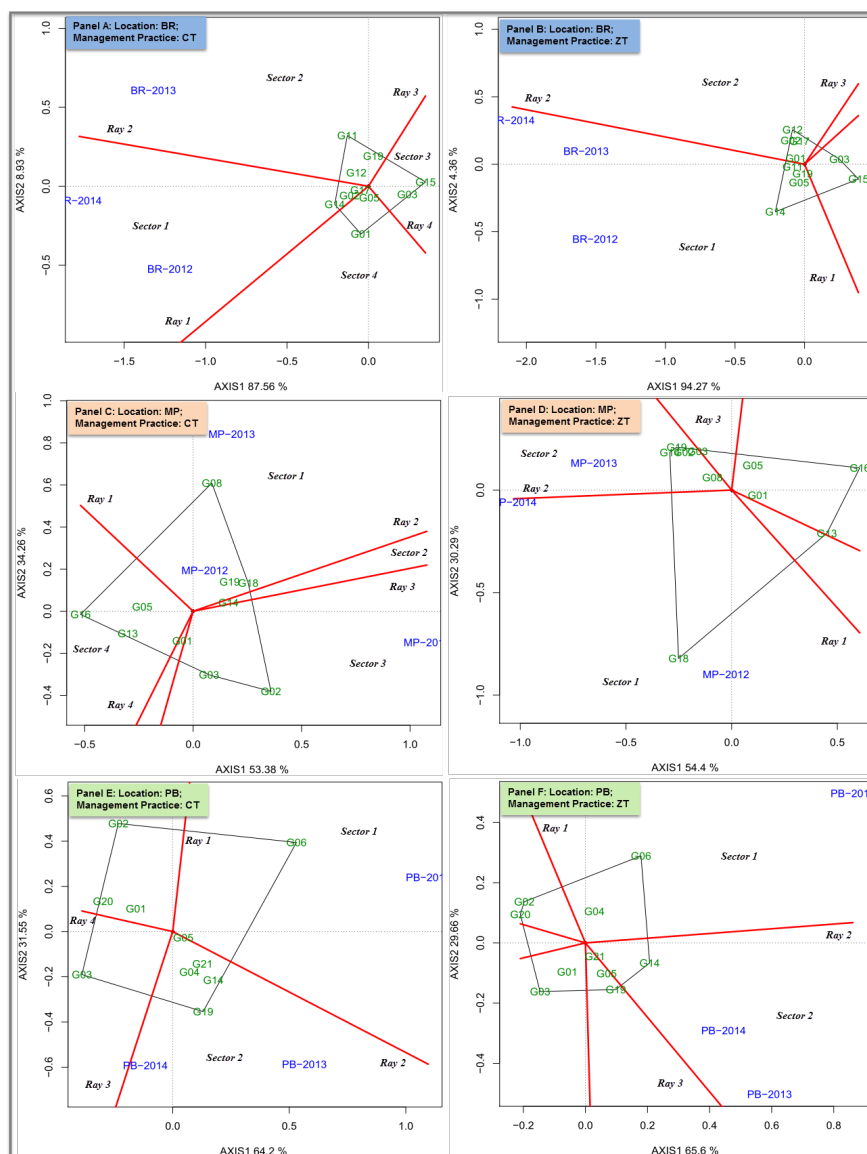 Panel A: Location: BR;
Management Practice: CT
1.0
0.5
0.0
−0.5
AXIS2 8.93 %
BR−2013
Sector 2
Ray 3
Ray 2
G11
G19
Sector 3
G12
G15
G02
G05
G03
G14
R−2014
Sector 1
Ray 4
G01
BR−2012
Sector 4
Ray 1
−1.5
−1.0
−0.5
0.0
AXIS1 87.56 %
Panel B: Location: BR;
Management Practice: ZT
1.0
0.5
0.0
−0.5
−1.0
AXIS2 4.36 %
Sector 2
Ray 3
Ray 2
R−2014
G12
G02
G17
BR−2013
G01
G03
G11
G19
G05
G15
G14
BR−2012
Sector 1
Ray 1
−2.0
−1.5
−1.0
−0.5
0.0
AXIS1 94.27 %
Panel C: Location: MP;
Management Practice: CT
1.0
0.8
0.6
0.4
0.2
0.0
−0.2
−0.4
AXIS2 34.26 %
MP−2013
Sector 1
G08
Ray 1
Ray 2
Sector 2
MP−2012
G19
G18
Ray 3
G14
G05
G16
G13
G01
MP−201
Sector 4
Sector 3
G03
G02
Ray 4
−0.5
0.0
0.5
1.0
AXIS1 53.38 %
Panel D: Location: MP;
Management Practice: ZT
0.0
−0.5
−1.0
AXIS2 30.29 %
Ray 3
Sector 2
G19
G02
G03
MP−2013
G05
G16
G08
Ray 2
P−2014
G01
G13
Ray 1
G18
MP−2012
Sector 1
−1.0
−0.5
0.0
0.5
AXIS1 54.4 %
Panel E: Location: PB;
Management Practice: CT
0.6
0.4
0.2
0.0
−0.2
−0.4
−0.6
AXIS2 31.55 %
G02
Sector 1
Ray 1
G06
PB−201
G20
G01
Ray 4
G05
G21
G04
G03
G14
G19
Sector 2
PB−2014
PB−2013
Ray 2
Ray 3
0.0
0.5
1.0
AXIS1 64.2 %
Panel F: Location: PB;
Management Practice: ZT
0.4
0.2
0.0
−0.2
−0.4
AXIS2 29.66 %
PB−201
Ray 1
G06
Sector 1
G02
G20
G04
Ray 2
G21
G14
G01
G05
G03
G19
Sector 2
PB−2014
Ray 3
PB−2013
−0.2
0.0
0.2
0.4
0.6
0.8
AXIS1 65.6 %